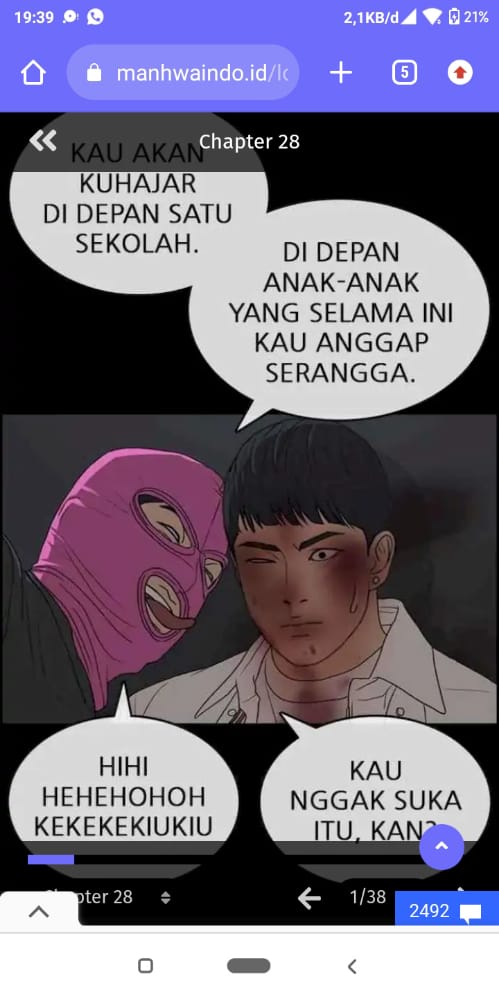 19:39
2,1KB/d
21%
manhwaindo.id/l
5
Chapter 28
KAU AKAN
KUHAJAR
DI DEPAN SATU
SEKOLAH.
DI DEPAN
ANAK-ANAK
YANG SELAMA INI
KAU ANGGAP
SERANGGA.
HIHI
HEHEHOHOH
KEKEKEKIUKIU
KAU
NGGAK SUKA
ITU, KAN?
pter 28
1/38
2492